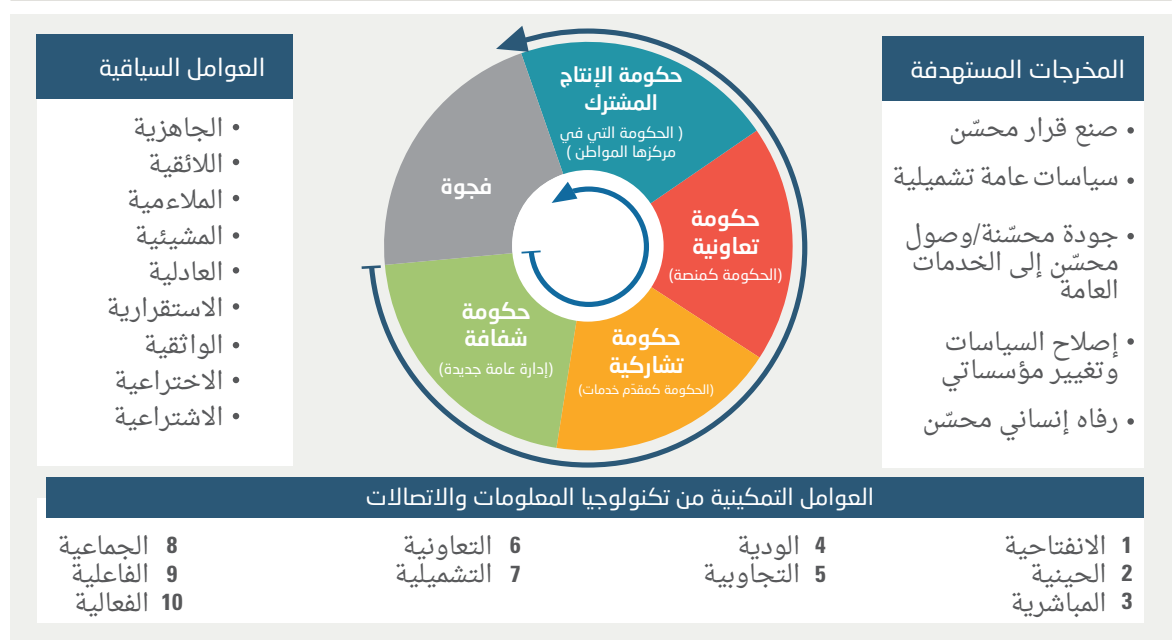 المخرجات المستهدفة
• صنع قرار محسّن
• سياسات عامة تشميلية
• جودة محسّنة/وصول
محسّن إلى الخدمات
العامة
• إصلاح السياسات
وتغيير مؤسساتي
• رفاه إنساني محسّن
حكومة الإنتاج
المشترك
( الحكومة التي في
مركزها المواطن )
حكومة
تعاونية
(الحكومة كمنصة)
حكومة
تشاركية
(الحكومة كمقدّم خدمات)
حكومة
شفافة
(إدارة عامة جديدة)
فجوة
العوامل السياقية
• الجاهزية
• اللائقية
• الملاءمية
• المشيئية
• العادلية
• الاستقرارية
• الواثقية
• الاختراعية
• الاشتراعية
العوامل التمكينية من تكنولوجيا المعلومات والاتصالات
1 الانفتاحية
2 الحينية
3 المباشرية
4 الودية
5 التجاوبية
6 التعاونية
7 التشميلية
8 الجماعية
9 الفاعلية
10 الفعالية